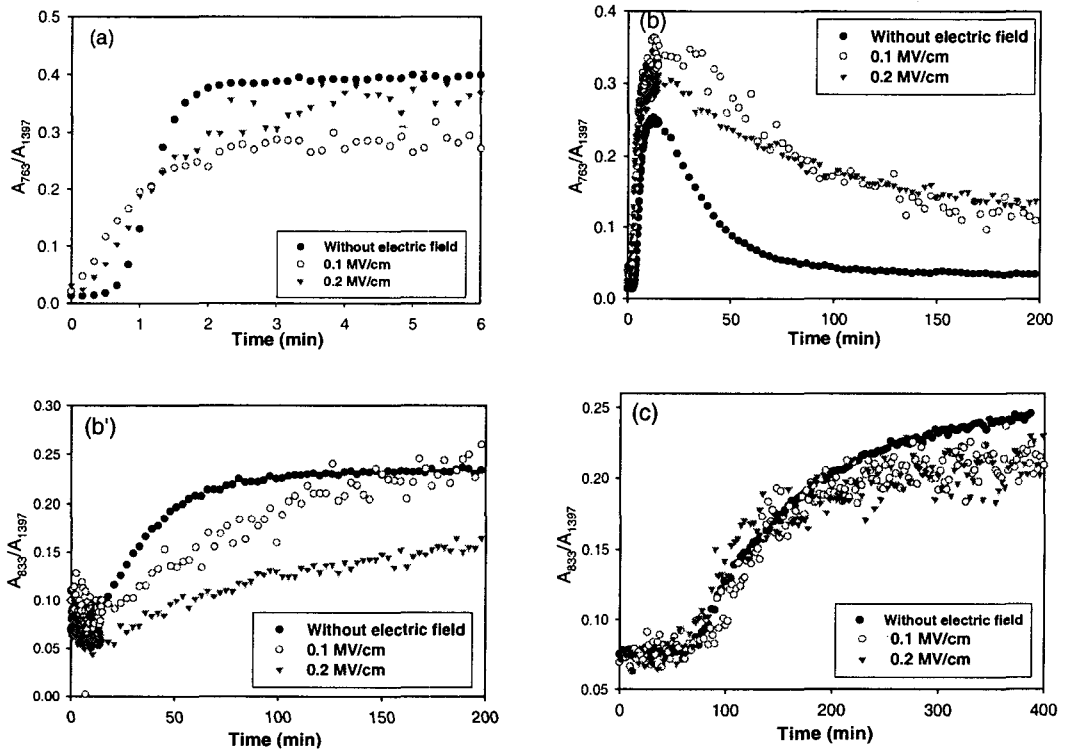 (a)
A763/A1397
0.5
0.4
0.3
0.2
0.1
0.0
Without electric field
0.1 MV/cm
0.2 MV/cm
0 1 2 3 4 5 6
Time (min)
(b)
A763/A1397
0.4
0.3
0.2
0.1
0.0
Without electric field
0.1 MV/cm
0.2 MV/cm
0 50 100 150 200
Time (min)
(b')
A833/A1397
0.30
0.25
0.20
0.15
0.10
0.05
0.00
Without electric field
0.1 MV/cm
0.2 MV/cm
0 50 100 150 200
Time (min)
(c)
A833/A1397
0.25
0.20
0.15
0.10
0.05
Without electric field
0.1 MV/cm
0.2 MV/cm
0 100 200 300 400
Time (min)